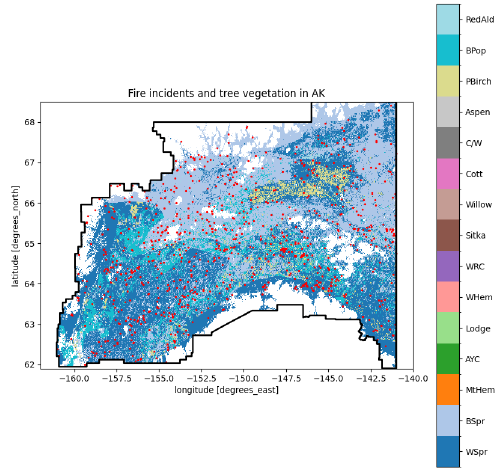 Fire incidents and tree vegetation in AK
68
67
66
65
64
63
62
latitude [degrees_north]
−160.0 −157.5 −155.0 −152.5 −150.0 −147.5 −145.0 −142.5 −140.0
longitude [degrees_east]
RedAld
BPop
PBirch
Aspen
C/W
Cott
Willow
Sitka
WRC
WHem
Lodge
AYC
MtHem
BSpr
WSpr